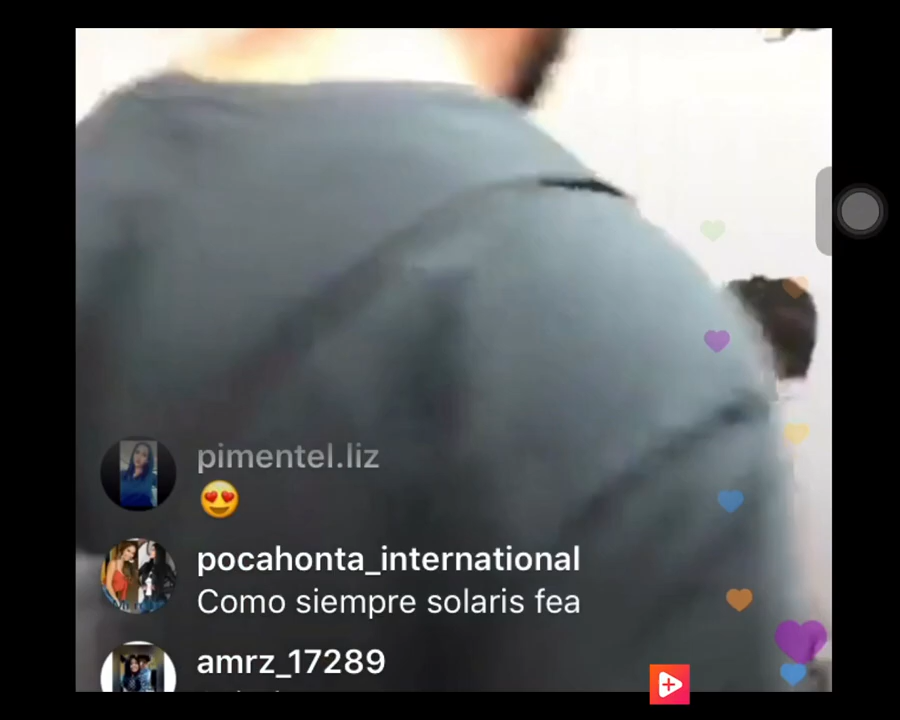 pimentel.liz
😍
pocahonta_international
Como siempre solaris fea
amrz_17289